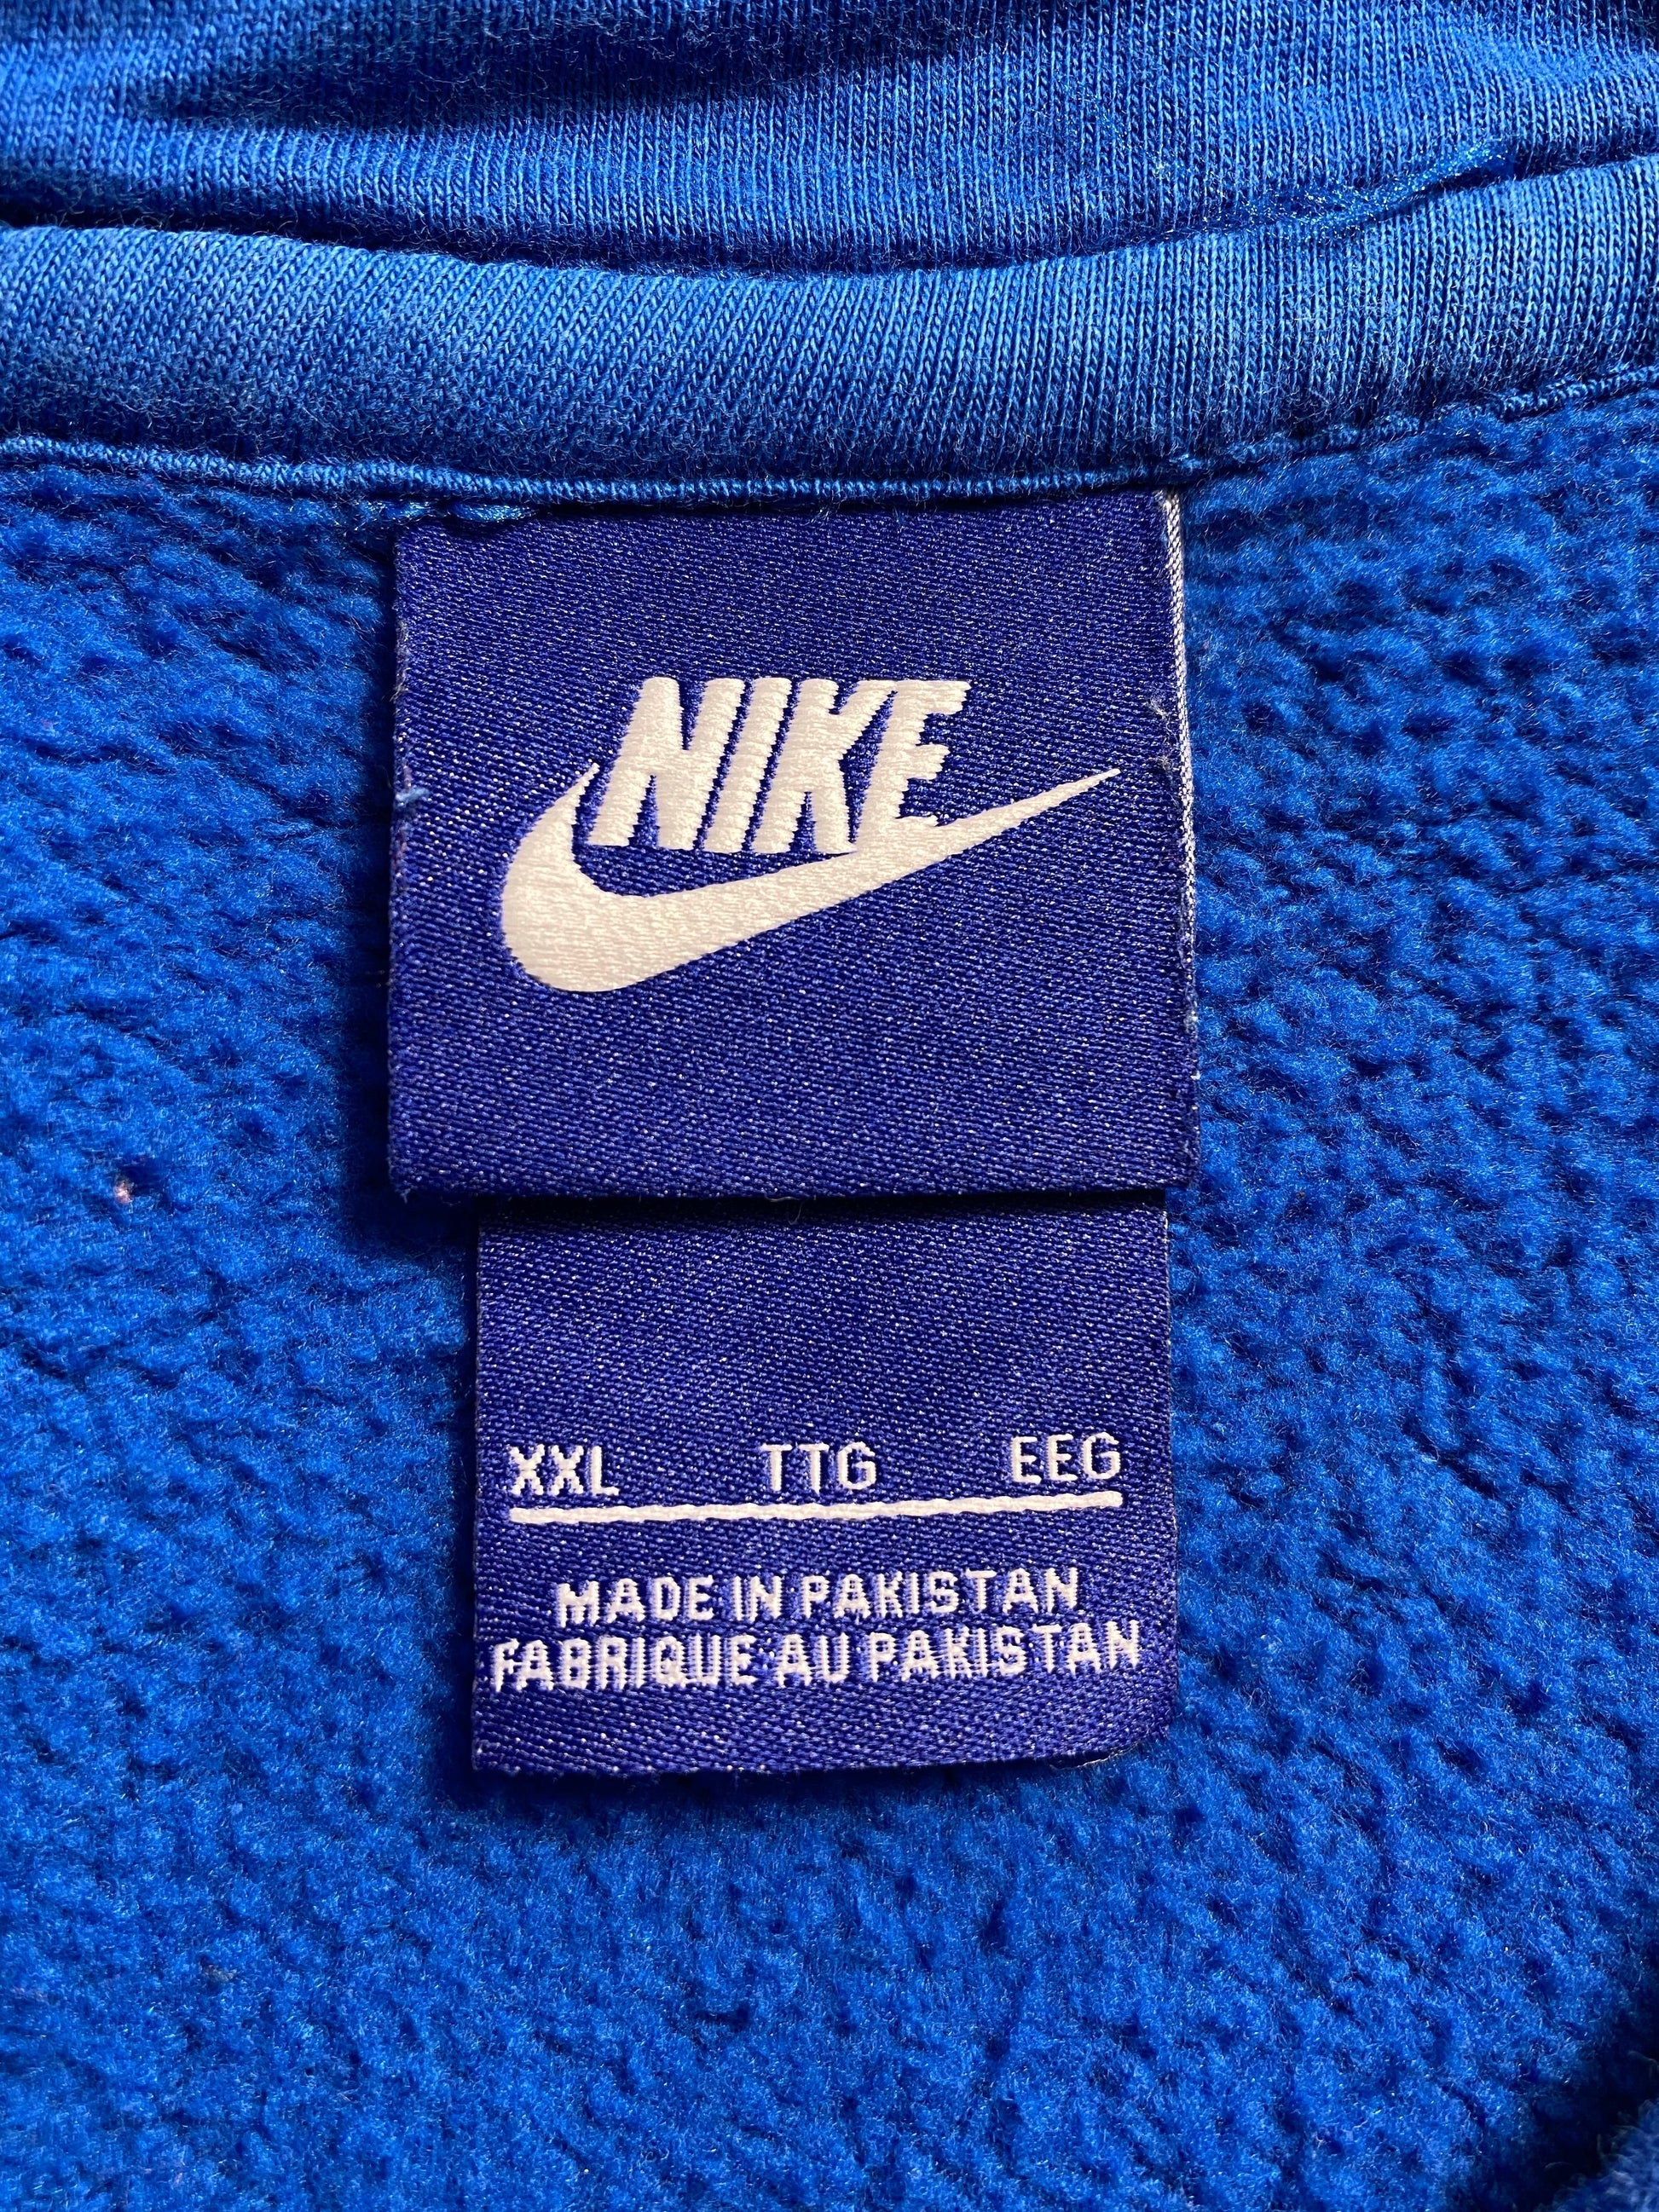 NIKE
XXL TTG EEG
MADE IN PAKISTAN
FABRIQUE AU PAKISTAN